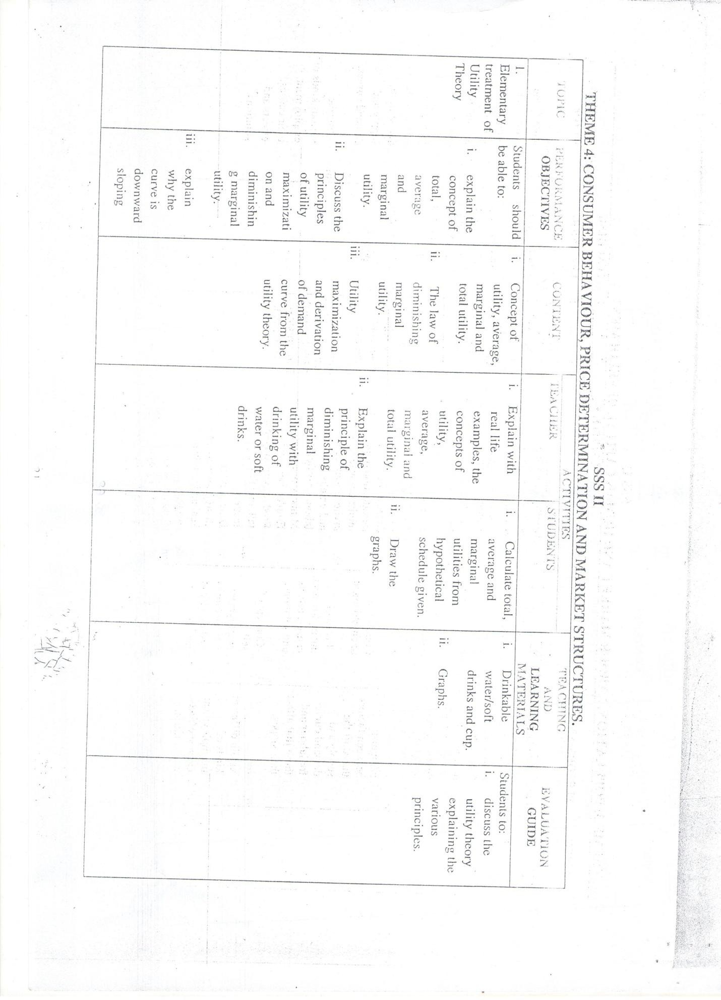 SSS II
THEME 4: CONSUMER BEHAVIOUR, PRICE DETERMINATION AND MARKET STRUCTURES.
TOPIC
PERFORMANCE
OBJECTIVES
CONTENT
ACTIVITIES
TEACHER
STUDENTS
TEACHING
AND
LEARNING
MATERIALS
EVALUATION
GUIDE
1.
Elementary
treatment of
Utility
Theory
Students should
be able to:
i. explain the
concept of
total,
average
and
marginal
utility.
ii. Discuss the
principles
of utility
maximizati
on and
diminishin
g marginal
utility.
iii. explain
why the
curve is
downward
sloping
i. Concept of
utility, average,
marginal and
total utility.
ii. The law of
diminishing
marginal
utility.
iii. Utility
maximization
and derivation
of demand
curve from the
utility theory.
i. Explain with
real life
examples, the
concepts of
utility,
average,
marginal and
total utility.
ii. Explain the
principle of
diminishing
marginal
utility with
drinking of
water or soft
drinks.
i. Calculate total,
average and
marginal
utilities from
hypothetical
schedule given.
ii. Draw the
graphs.
i. Drinkable
water/soft
drinks and cup.
ii. Graphs.
Students to:
i. discuss the
utility theory
explaining the
various
principles.